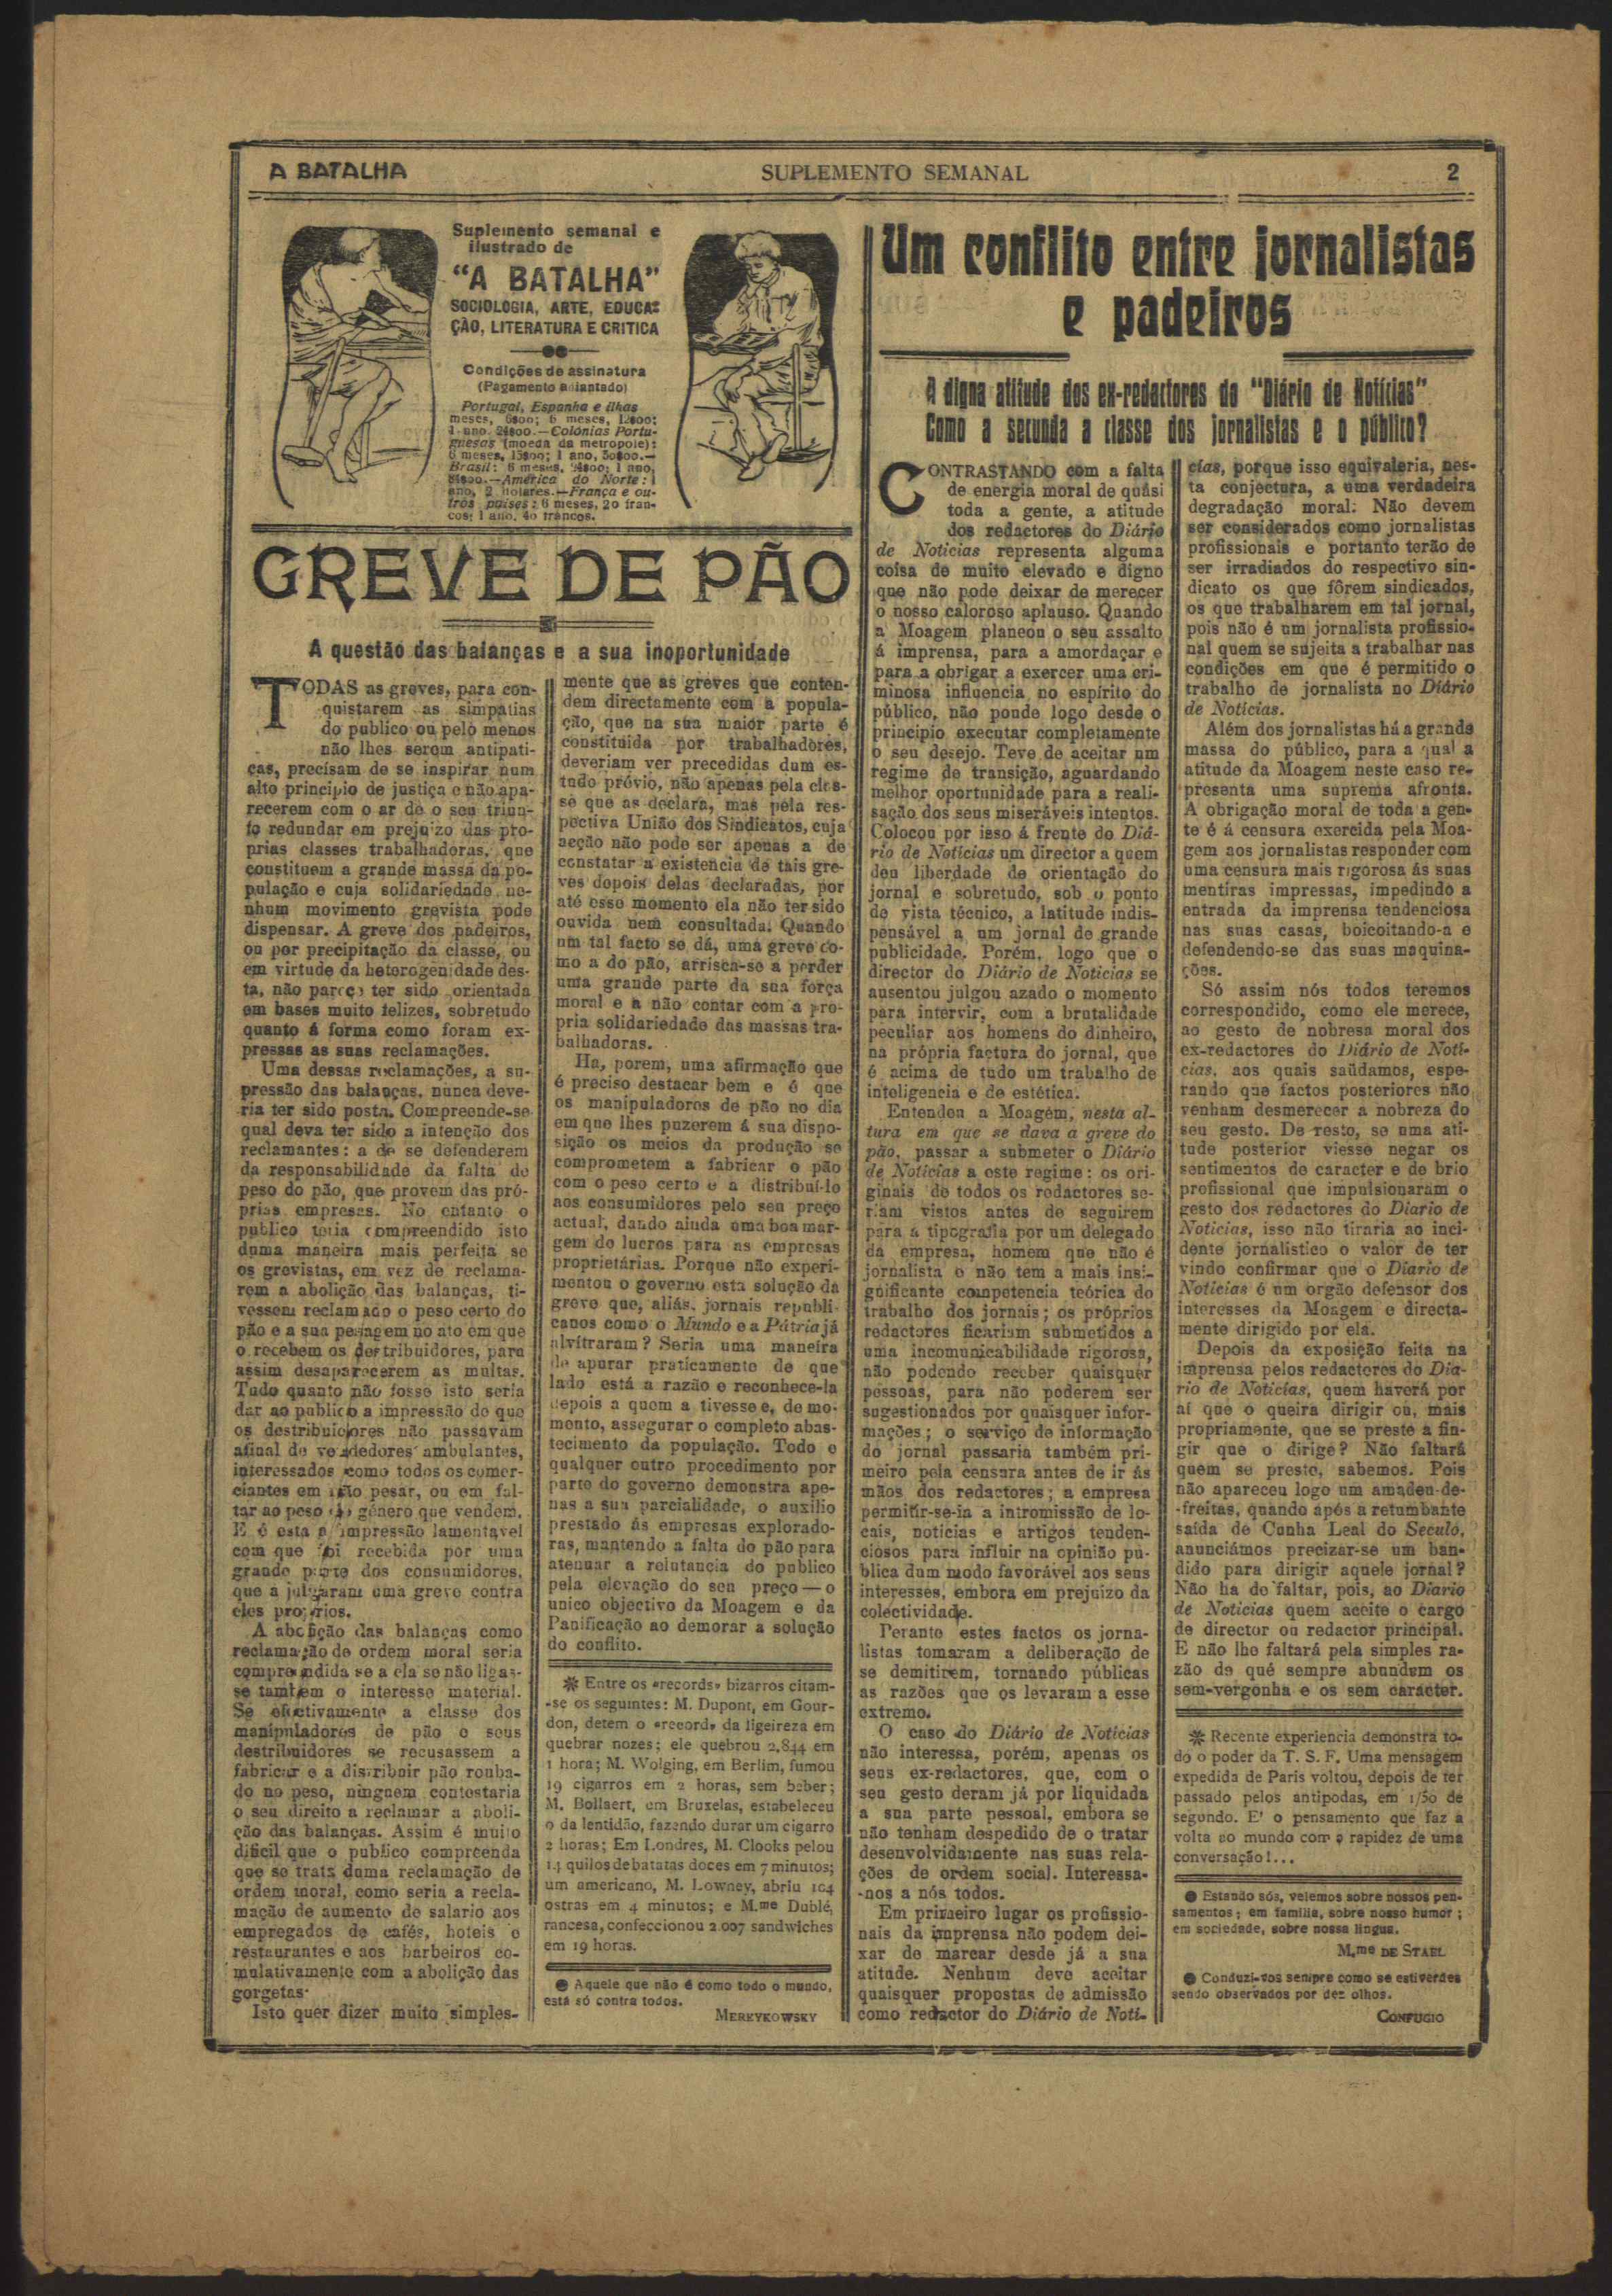 A BATALHA
SUPLEMENTO SEMANAL
2
Suplemento semanal e
ilustrado de
"A BATALHA"
SOCIOLOGIA, ARTE, EDUCA-
ÇÃO, LITERATURA E CRITICA
Condições de assinatura
(Pagamento adiantado)
Portugal, Espanha e ilhas
meses, 6$00; 6 meses, 12$00;
1 ano 24$00.—Colónias Portu-
guesas (moeda da metropole):
6 meses, 15$00; 1 ano, 30$00.—
Brasil: 6 meses, 24$00; 1 ano,
$00.—América do Norte: 1
ano, 2 dolares.—França e ou-
tros países: 6 meses, 20 fran-
cos; 1 ano, 40 francos.
GREVE DE PÃO
A questão das balanças e a sua inoportunidade
TODAS as greves, para con-
quistarem as simpatias
do publico ou pelo menos
não lhes serem antipati-
cas, precisam de se inspirar num
alto principio de justiça e não apa-
recerem com o ar de o seu triun-
fo redundar em prejuizo das pro-
prias classes trabalhadoras, que
constituem a grande massa da po-
pulação e cuja solidariedade ne-
nhum movimento grevista pode
dispensar. A greve dos padeiros,
ou por precipitação da classe, ou
em virtude da heterogenidade des-
ta, não pareço ter sido orientada
em bases muito felizes, sobretudo
quanto á forma como foram ex-
pressas as suas reclamações.
Uma dessas reclamações, a su-
pressão das balanças, nunca deve-
ria ter sido posta. Compreende-se
qual deva ter sido a intenção dos
reclamantes: a de se defenderem
da responsabilidade da falta de
peso do pão, que provem das pró-
prias empresas. No entanto o
publico teria compreendido isto
duma maneira mais perfeita se
os grevistas, em vez de reclama-
rem a abolição das balanças, ti-
vessem reclamado o peso certo do
pão e a sua pesagem no ato em que
o recebem os destribuidores, para
assim desaparecerem as multas.
Tudo quanto não fosse isto seria
dar ao publico a impressão de que
os destribuidores não passavam
afinal de vendedores ambulantes,
interessados como todos os comer-
ciantes em não pesar, ou em fal-
tar ao peso do género que vendem.
E é esta a impressão lamentavel
com que foi recebida por uma
grande parte dos consumidores,
que a julgaram uma greve contra
eles proprios.
A abolição das balanças como
reclamação de ordem moral seria
compreendida se a ela se não ligas-
se tambem o interesse material.
Se efectivamente a classe dos
manipuladores de pão e seus
destribuidores se recusassem a
fabricar e a distribuir pão rouba-
do no peso, ninguem contestaria
o seu direito a reclamar a aboli-
ção das balanças. Assim é muito
dificil que o publico compreenda
que se trata duma reclamação de
ordem moral, como seria a recla-
mação de aumento de salario aos
empregados de cafés, hoteis e
restaurantes e aos barbeiros co-
mulativamente com a abolição das
gorgetas.
Isto quer dizer muito simples-
mente que as greves que conten-
dem directamente com a popula-
ção, que na sua maior parte é
constituida por trabalhadores,
deveriam ver precedidas dum es-
tudo prévio, não apenas pela clas-
se que as declara, mas pela res-
pectiva União dos Sindicatos, cuja
acção não pode ser apenas a de
constatar a existencia de tais gre-
ves depois delas declaradas, por
até esse momento ela não ter sido
ouvida nem consultada. Quando
um tal facto se dá, uma greve co-
mo a do pão, arrisca-se a perder
uma grande parte da sua força
moral e a não contar com a pro-
pria solidariedade das massas tra-
balhadoras.
Ha, porem, uma afirmação que
é preciso destacar bem e é que
os manipuladores de pão no dia
em que lhes puzerem á sua dispo-
sição os meios da produção se
comprometem a fabricar o pão
com o peso certo e a distribuí-lo
aos consumidores pelo seu preço
actual, dando ainda uma boa mar-
gem de lucros para as empresas
proprietárias. Porque não experi-
mentou o governo esta solução da
greve que, aliás, jornais republi-
canos como o Mundo e a Pátria já
alvitraram? Seria uma maneira
de apurar praticamente de que
lado está a razão e reconhece-la
depois a quem a tivesse e, de mo-
mento, assegurar o completo abas-
tecimento da população. Todo e
qualquer outro procedimento por
parte do governo demonstra ape-
nas a sua parcialidade, o auxilio
prestado ás empresas explorado-
ras, mantendo a falta do pão para
atenuar a relutancia do publico
pela elevação do seu preço—o
unico objectivo da Moagem e da
Panificação ao demorar a solução
do conflito.
Entre os «records» bizarros citam-
-se os seguintes: M. Dupont, em Gour-
don, detem o «record» da ligeireza em
quebrar nozes; ele quebrou 2.844 em
1 hora; M. Wolging, em Berlim, fumou
19 cigarros em 2 horas, sem beber;
M. Bollaert, em Bruxelas, estabeleceu
o da lentidão, fazendo durar um cigarro
2 horas; Em Londres, M. Clooks pelou
14 quilos de batatas doces em 7 minutos;
um americano, M. Lowney, abriu 104
ostras em 4 minutos; e M.me Dublé,
rancesa, confeccionou 2.007 sandwiches
em 19 horas.
Aquele que não é como todo o mundo,
está só contra todos.
MEREYKOWSKY
Um conflito entre jornalistas
e padeiros
A digna atitude dos ex-redactores do "Diário de Notícias"
Como a secunda a classe dos jornalistas e o público?
CONTRASTANDO com a falta
de energia moral de quási
toda a gente, a atitude
dos redactores do Diário
de Noticias representa alguma
coisa de muito elevado e digno
que não pode deixar de merecer
o nosso caloroso aplauso. Quando
a Moagem planeou o seu assalto
á imprensa, para a amordaçar e
para a obrigar a exercer uma cri-
minosa influencia no espírito do
público, não poude logo desde o
principio executar completamente
o seu desejo. Teve de aceitar um
regime de transição, aguardando
melhor oportunidade para a reali-
sação dos seus miseráveis intentos.
Colocou por isso á frente do Diá-
rio de Notícias um director a quem
deu liberdade de orientação do
jornal e sobretudo, sob o ponto
de vista técnico, a latitude indis-
pensável a um jornal de grande
publicidade. Porém, logo que o
director do Diário de Noticias se
ausentou julgou azado o momento
para intervir, com a brutalidade
peculiar aos homens do dinheiro,
na própria factura do jornal, que
é acima de tudo um trabalho de
inteligencia e de estética.
Entendeu a Moagem, nesta al-
tura em que se dava a greve do
pão, passar a submeter o Diário
de Noticias a este regime: os ori-
ginais de todos os redactores se-
riam vistos antes de seguirem
para a tipografia por um delegado
da empresa, homem que não é
jornalista e não tem a mais insi-
gnificante competencia teórica do
trabalho dos jornais; os próprios
redactores ficariam submetidos a
uma incomunicabilidade rigorosa,
não podendo receber quaisquer
pessoas, para não poderem ser
sugestionados por quaisquer infor-
mações; o serviço de informação
do jornal passaria também pri-
meiro pela censura antes de ir ás
mãos dos redactores; a empresa
permitir-se-ia a intromissão de lo-
cais, noticias e artigos tenden-
ciosos para influir na opinião pu-
blica dum modo favorável aos seus
interesses, embora em prejuizo da
colectividade.
Perante estes factos os jorna-
listas tomaram a deliberação de
se demitirem, tornando públicas
as razões que os levaram a esse
extremo.
O caso do Diário de Notícias
não interessa, porém, apenas os
seus ex-redactores, que, com o
seu gesto deram já por liquidada
a sua parte pessoal, embora se
não tenham despedido de o tratar
desenvolvidamente nas suas rela-
ções de ordem social. Interessa-
-nos a nós todos.
Em primeiro lugar os profissio-
nais da imprensa não podem dei-
xar de marcar desde já a sua
atitude. Nenhum deve aceitar
quaisquer propostas de admissão
como redactor do Diário de Notí-
cias, porque isso equivaleria, nes-
ta conjectura, a uma verdadeira
degradação moral. Não devem
ser considerados como jornalistas
profissionais e portanto terão de
ser irradiados do respectivo sin-
dicato os que fôrem sindicados,
os que trabalharem em tal jornal,
pois não é um jornalista profissio-
nal quem se sujeita a trabalhar nas
condições em que é permitido o
trabalho de jornalista no Diário
de Notícias.
Além dos jornalistas há a grande
massa do público, para a qual a
atitude da Moagem neste caso re-
presenta uma suprema afronta.
A obrigação moral de toda a gen-
te é á censura exercida pela Moa-
gem aos jornalistas responder com
uma censura mais rigorosa ás suas
mentiras impressas, impedindo a
entrada da imprensa tendenciosa
nas suas casas, boicoitando-a e
defendendo-se das suas maquina-
ções.
Só assim nós todos teremos
correspondido, como ele merece,
ao gesto de nobresa moral dos
ex-redactores do Diário de Notí-
cias, aos quais saüdamos, espe-
rando que factos posteriores não
venham desmerecer a nobreza do
seu gesto. De resto, se uma ati-
tude posterior viesse negar os
sentimentos de caracter e de brio
profissional que impulsionaram o
gesto dos redactores do Diario de
Noticias, isso não tiraria ao inci-
dente jornalistico o valor de ter
vindo confirmar que o Diario de
Noticias é um orgão defensor dos
interesses da Moagem e directa-
mente dirigido por ela.
Depois da exposição feita na
imprensa pelos redactores do Dia-
rio de Noticias, quem haverá por
aí que o queira dirigir ou, mais
propriamente, que se preste a fin-
gir que o dirige? Não faltará
quem se preste, sabemos. Pois
não apareceu logo um amadeu-de-
-freitas, quando após a retumbante
saída de Cunha Leal do Seculo,
anunciámos precizar-se um ban-
dido para dirigir aquele jornal?
Não ha de faltar, pois, ao Diario
de Noticias quem aceite o cargo
de director ou redactor principal.
E não lhe faltará pela simples ra-
zão de qué sempre abundam os
sem-vergonha e os sem carácter.
Recente experiencia demonstra to-
do o poder da T. S. F. Uma mensagem
expedida de Paris voltou, depois de ter
passado pelos antipodas, em 1/50 de
segundo. E' o pensamento que faz a
volta ao mundo com a rapidez de uma
conversação!...
Estando sós, velemos sobre nossos pen-
samentos; em familia, sobre nosso humor;
em sociedade, sobre nossa lingua.
M.me DE STAEL
Conduzi-vos sempre como se estiverdes
sendo observados por dez olhos.
CONFUCIO